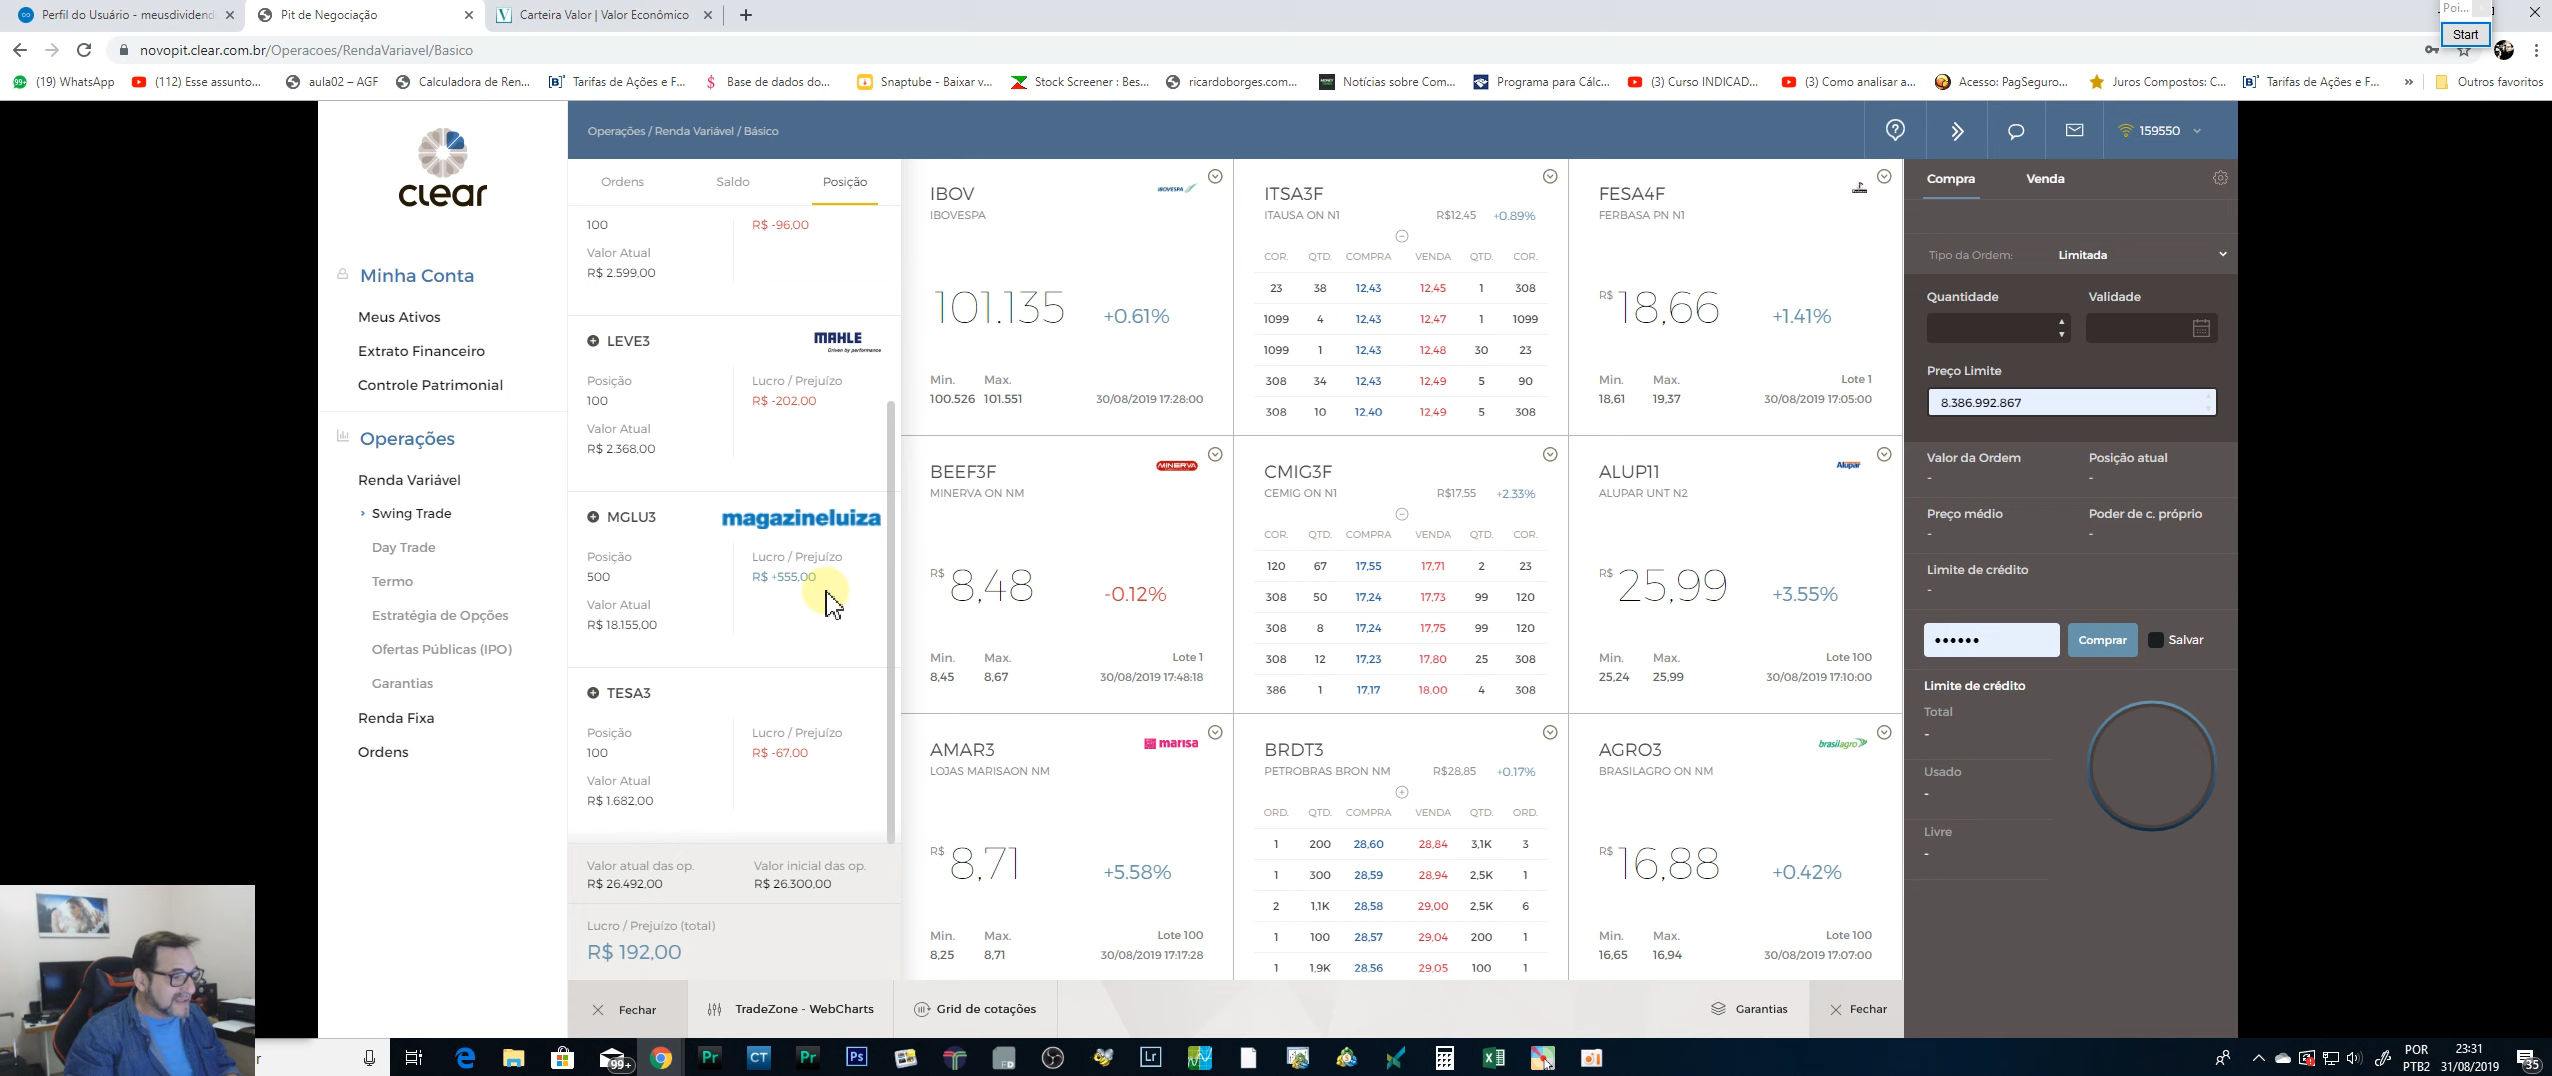 Perfil do Usuário - meusdividend
Pit de Negociação
Carteira Valor | Valor Econômico
Poi...
Start
novopit.clear.com.br/Operacoes/RendaVariavel/Basico
(19) WhatsApp
(112) Esse assunto...
aula02 – AGF
Calculadora de Ren...
Tarifas de Ações e F...
Base de dados do...
Snaptube - Baixar v...
Stock Screener : Bes...
ricardoborges.com...
Notícias sobre Com...
Programa para Cálc...
(3) Curso INDICAD...
(3) Como analisar a...
Acesso: PagSeguro...
Juros Compostos: C...
Tarifas de Ações e F...
Outros favoritos
clear
Minha Conta
Meus Ativos
Extrato Financeiro
Controle Patrimonial
Operações
Renda Variável
Swing Trade
Day Trade
Termo
Estratégia de Opções
Ofertas Públicas (IPO)
Garantias
Renda Fixa
Ordens
Operações / Renda Variável / Básico
159550
Ordens Saldo Posição
100 R$ -96,00
Valor Atual
R$ 2.599,00
LEVE3 MAHLE
Driven by performance
Posição Lucro / Prejuízo
100 R$ -202,00
Valor Atual
R$ 2.368,00
MGLU3 magazineluiza
Posição Lucro / Prejuízo
500 R$ +555,00
Valor Atual
R$ 18.155,00
TESA3
Posição Lucro / Prejuízo
100 R$ -67,00
Valor Atual
R$ 1.682,00
Valor atual das op. Valor inicial das op.
R$ 26.492,00 R$ 26.300,00
Lucro / Prejuízo (total)
R$ 192,00
IBOV
IBOVESPA
IBOVESPA
101.135 +0.61%
Min. Max.
100.526 101.551 30/08/2019 17:28:00
ITSA3F
ITAUSA ON N1 R$12,45 +0.89%
COR. QTD. COMPRA VENDA QTD. COR.
23 38 12,43 12,45 1 308
1099 4 12,43 12,47 1 1099
1099 1 12,43 12,48 30 23
308 34 12,43 12,49 5 90
308 10 12,40 12,49 5 308
FESA4F
FERBASA PN N1
R$ 18,66 +1.41%
Min. Max. Lote 1
18,61 19,37 30/08/2019 17:05:00
BEEF3F MINERVA
MINERVA ON NM
R$ 8,48 -0.12%
Min. Max. Lote 1
8,45 8,67 30/08/2019 17:48:18
CMIG3F
CEMIG ON N1 R$17,55 +2.33%
COR. QTD. COMPRA VENDA QTD. COR.
120 67 17,55 17,71 2 23
308 50 17,24 17,73 99 120
308 8 17,24 17,75 99 120
308 12 17,23 17,80 25 308
386 1 17,17 18,00 4 308
ALUP11 Alupar
ALUPAR UNT N2
R$ 25,99 +3.55%
Min. Max. Lote 100
25,24 25,99 30/08/2019 17:10:00
AMAR3 marisa
LOJAS MARISAON NM
R$ 8,71 +5.58%
Min. Max. Lote 100
8,25 8,71 30/08/2019 17:17:28
BRDT3
PETROBRAS BRON NM R$28,85 +0.17%
ORD. QTD. COMPRA VENDA QTD. ORD.
1 200 28,60 28,84 3,1K 3
1 300 28,59 28,94 2,5K 1
2 1,1K 28,58 29,00 2,5K 6
1 100 28,57 29,04 200 1
1 1,9K 28,56 29,05 100 1
AGRO3 brasilagro
BRASILAGRO ON NM
R$ 16,88 +0.42%
Min. Max. Lote 100
16,65 16,94 30/08/2019 17:07:00
Compra Venda
Tipo da Ordem: Limitada
Quantidade Validade
Preço Limite
8.386.992.867
Valor da Ordem Posição atual
- -
Preço médio Poder de c. próprio
- -
Limite de crédito
-
•••••• Comprar Salvar
Limite de crédito
Total
-
Usado
-
Livre
-
Fechar
TradeZone - WebCharts
Grid de cotações
Garantias
Fechar
r
99+
Pr
CT
Pr
Ps
Lr
POR
PTB2
23:31
31/08/2019
35